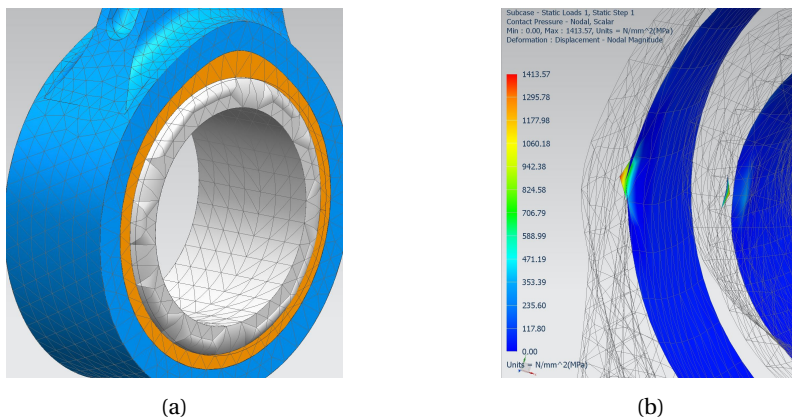 Subcase - Static Loads 1, Static Step 1
Contact Pressure - Nodal, Scalar
Min : 0.00, Max : 1413.57, Units = N/mm^2(MPa)
Deformation : Displacement - Nodal Magnitude
1413.57
1295.78
1177.98
1060.18
942.38
824.58
706.79
588.99
471.19
353.39
235.60
117.80
0.00
Units = N/mm^2(MPa)
(a)
(b)